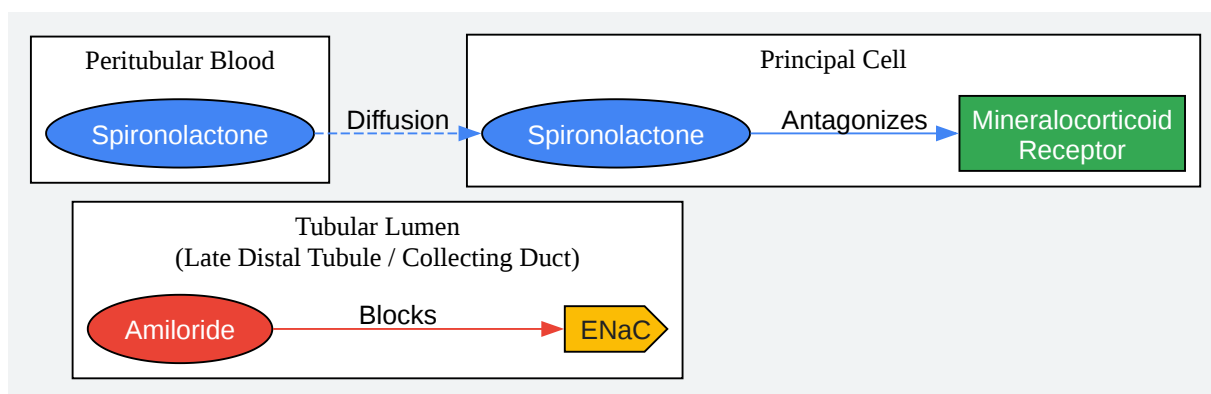 Peritubular Blood
Spironolactone
Diffusion
Principal Cell
Spironolactone
Antagonizes
Mineralocorticoid
Receptor
Tubular Lumen
(Late Distal Tubule / Collecting Duct)
Amiloride
Blocks
ENaC